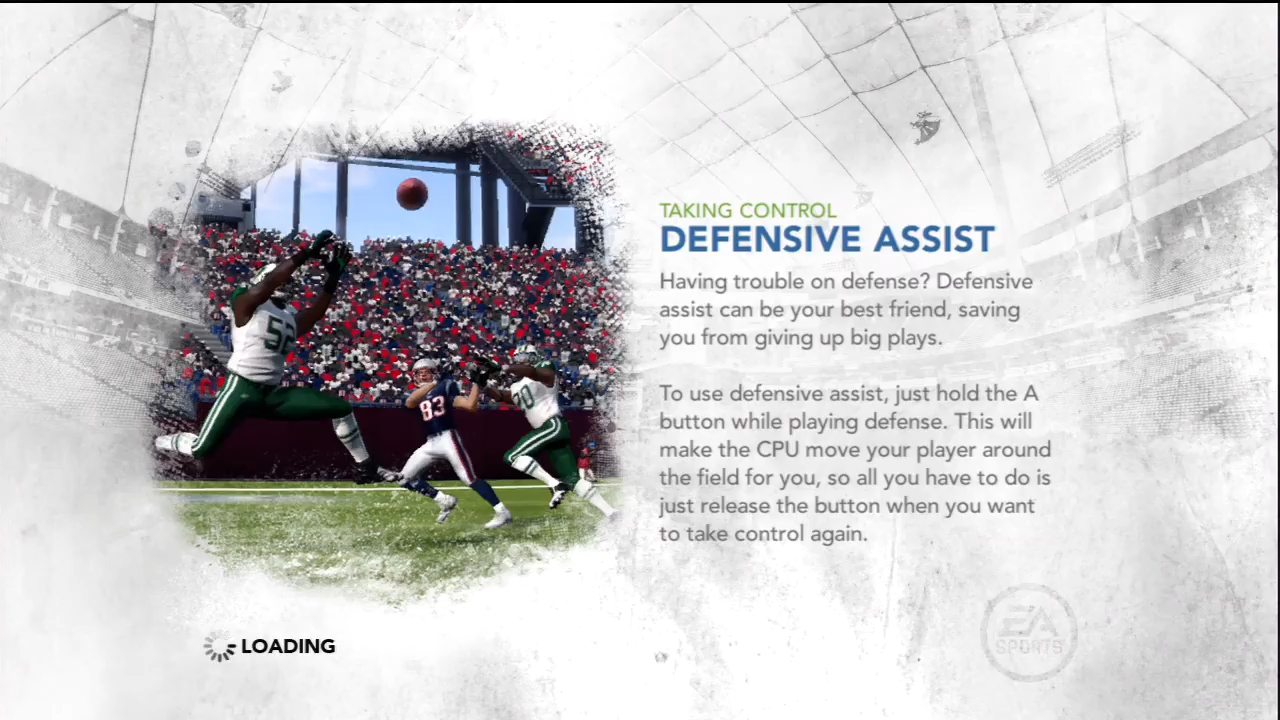 TAKING CONTROL
DEFENSIVE ASSIST
Having trouble on defense? Defensive
assist can be your best friend, saving
you from giving up big plays.
To use defensive assist, just hold the A
button while playing defense. This will
make the CPU move your player around
the field for you, so all you have to do is
just release the button when you want
to take control again.
52
83
20
LOADING
EA
SPORTS